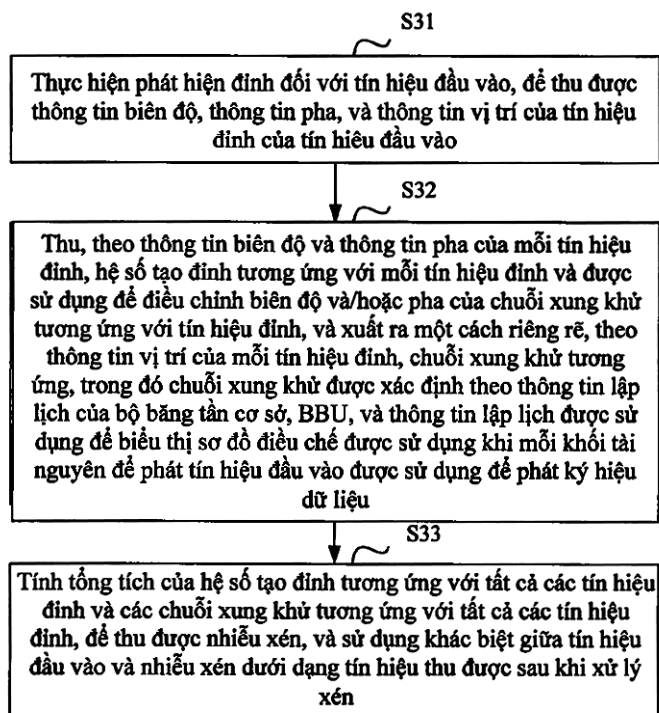 S31
Thực hiện phát hiện đỉnh đối với tín hiệu đầu vào, để thu được
thông tin biên độ, thông tin pha, và thông tin vị trí của tín hiệu
đỉnh của tín hiêu đầu vào
S32
Thu, theo thông tin biên độ và thông tin pha của mỗi tín hiệu
đỉnh, hệ số tạo đỉnh tương ứng với mỗi tín hiệu đỉnh và được
sử dụng để điều chỉnh biên độ và/hoặc pha của chuỗi xung khử
tương ứng với tín hiệu đỉnh, và xuất ra một cách riêng rẽ, theo
thông tin vị trí của mỗi tín hiệu đỉnh, chuỗi xung khử tương
ứng, trong đó chuỗi xung khử được xác định theo thông tin lập
lịch của bộ băng tần cơ sở, BBU, và thông tin lập lịch được sử
dụng để biểu thị sơ đồ điều chế được sử dụng khi mỗi khối tài
nguyên để phát tín hiệu đầu vào được sử dụng để phát ký hiệu
dữ liệu
S33
Tính tổng tích của hệ số tạo đỉnh tương ứng với tất cả các tín hiệu
đỉnh và các chuỗi xung khử tương ứng với tất cả các tín hiệu
đỉnh, để thu được nhiễu xén, và sử dụng khác biệt giữa tín hiệu
đầu vào và nhiễu xén dưới dạng tín hiệu thu được sau khi xử lý
xén